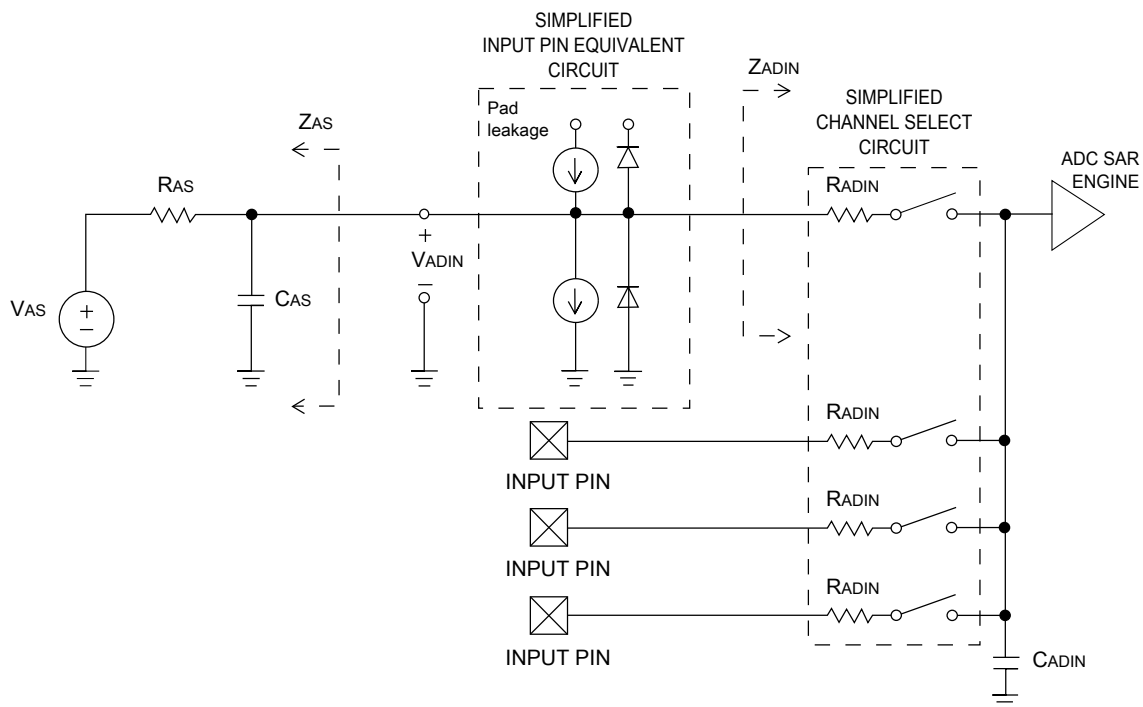 SIMPLIFIED
INPUT PIN EQUIVALENT
CIRCUIT
ZADIN
SIMPLIFIED
CHANNEL SELECT
CIRCUIT
Pad
leakage
ZAS
ADC SAR
ENGINE
RAS
RADIN
+
VADIN
–
VAS
+
–
CAS
RADIN
INPUT PIN
RADIN
INPUT PIN
RADIN
INPUT PIN
CADIN